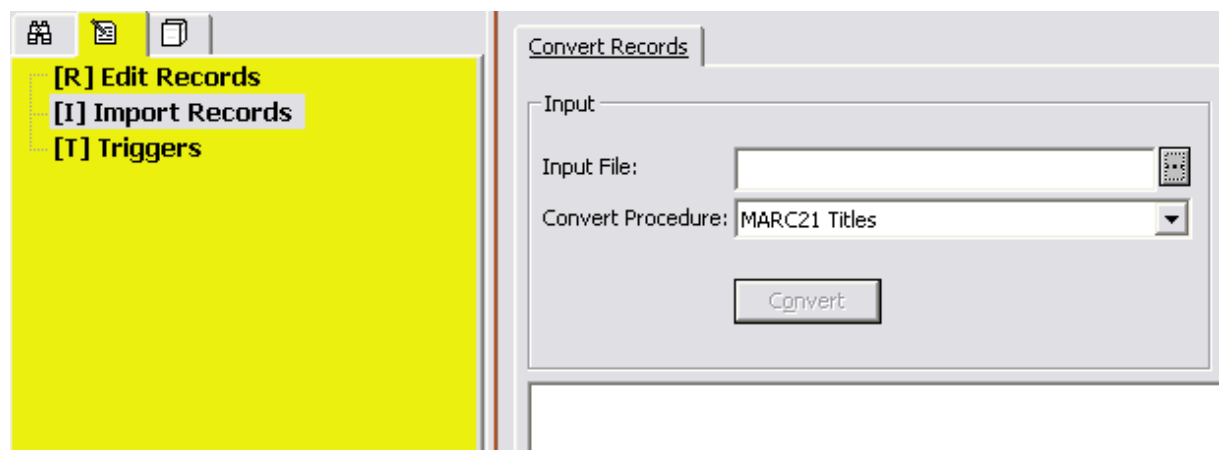 [R] Edit Records
[I] Import Records
[T] Triggers
Convert Records
Input
Input File:
...
Convert Procedure: MARC21 Titles
Convert